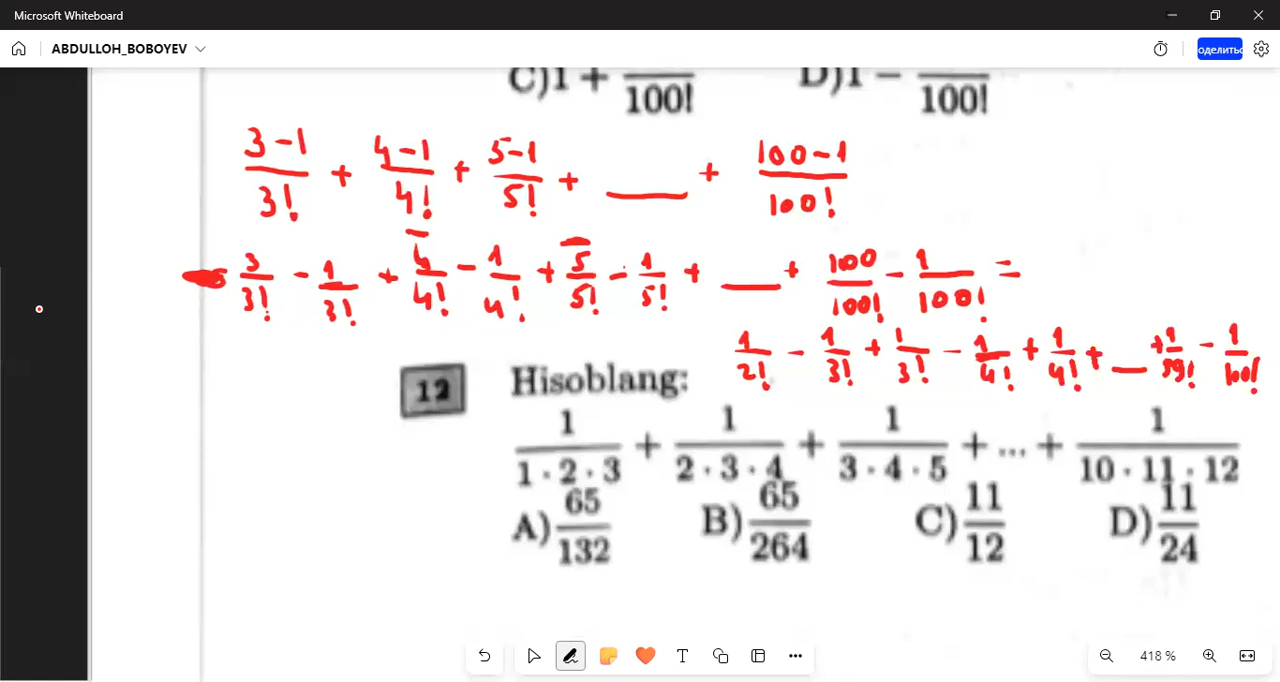 Microsoft Whiteboard
ABDULLOH_BOBOYEV
оделитьс
C)1 + /100! D)1 − /100!
3-1/3! + 4-1/4! + 5-1/5! + __ + 100-1/100!
3/3! - 1/3! + 4/4! - 1/4! + 5/5! - 1/5! + __ + 100/100! - 1/100! =
1/2! - 1/3! + 1/3! - 1/4! + 1/4! + __ + 1/99! - 1/100!
12 Hisoblang:
1/(1 · 2 · 3) + 1/(2 · 3 · 4) + 1/(3 · 4 · 5) + ... + 1/(10 · 11 · 12)
A) 65/132 B) 65/264 C) 11/12 D) 11/24
T
418 %